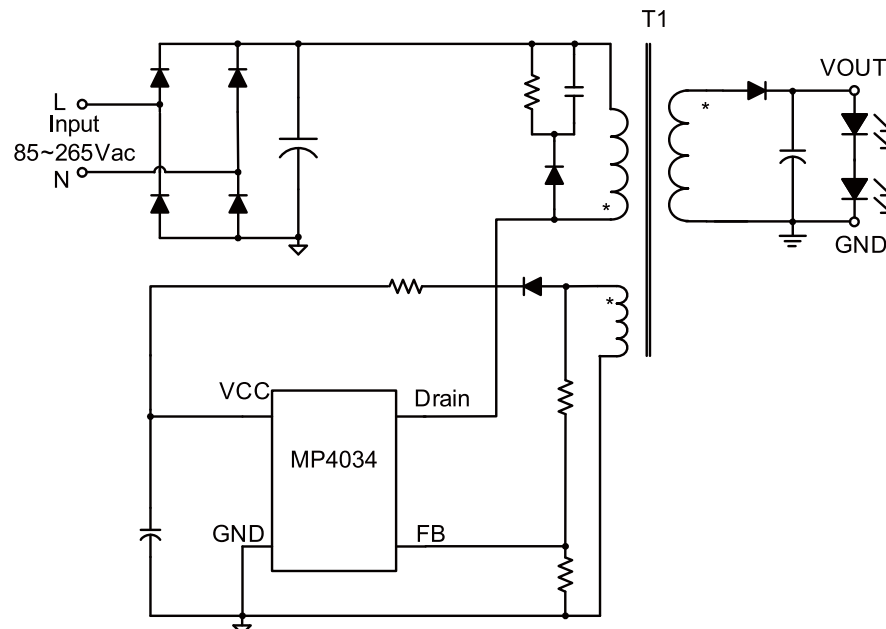 T1
VOUT
L
Input
85~265Vac
N
*
*
GND
*
VCC
Drain
MP4034
GND
FB